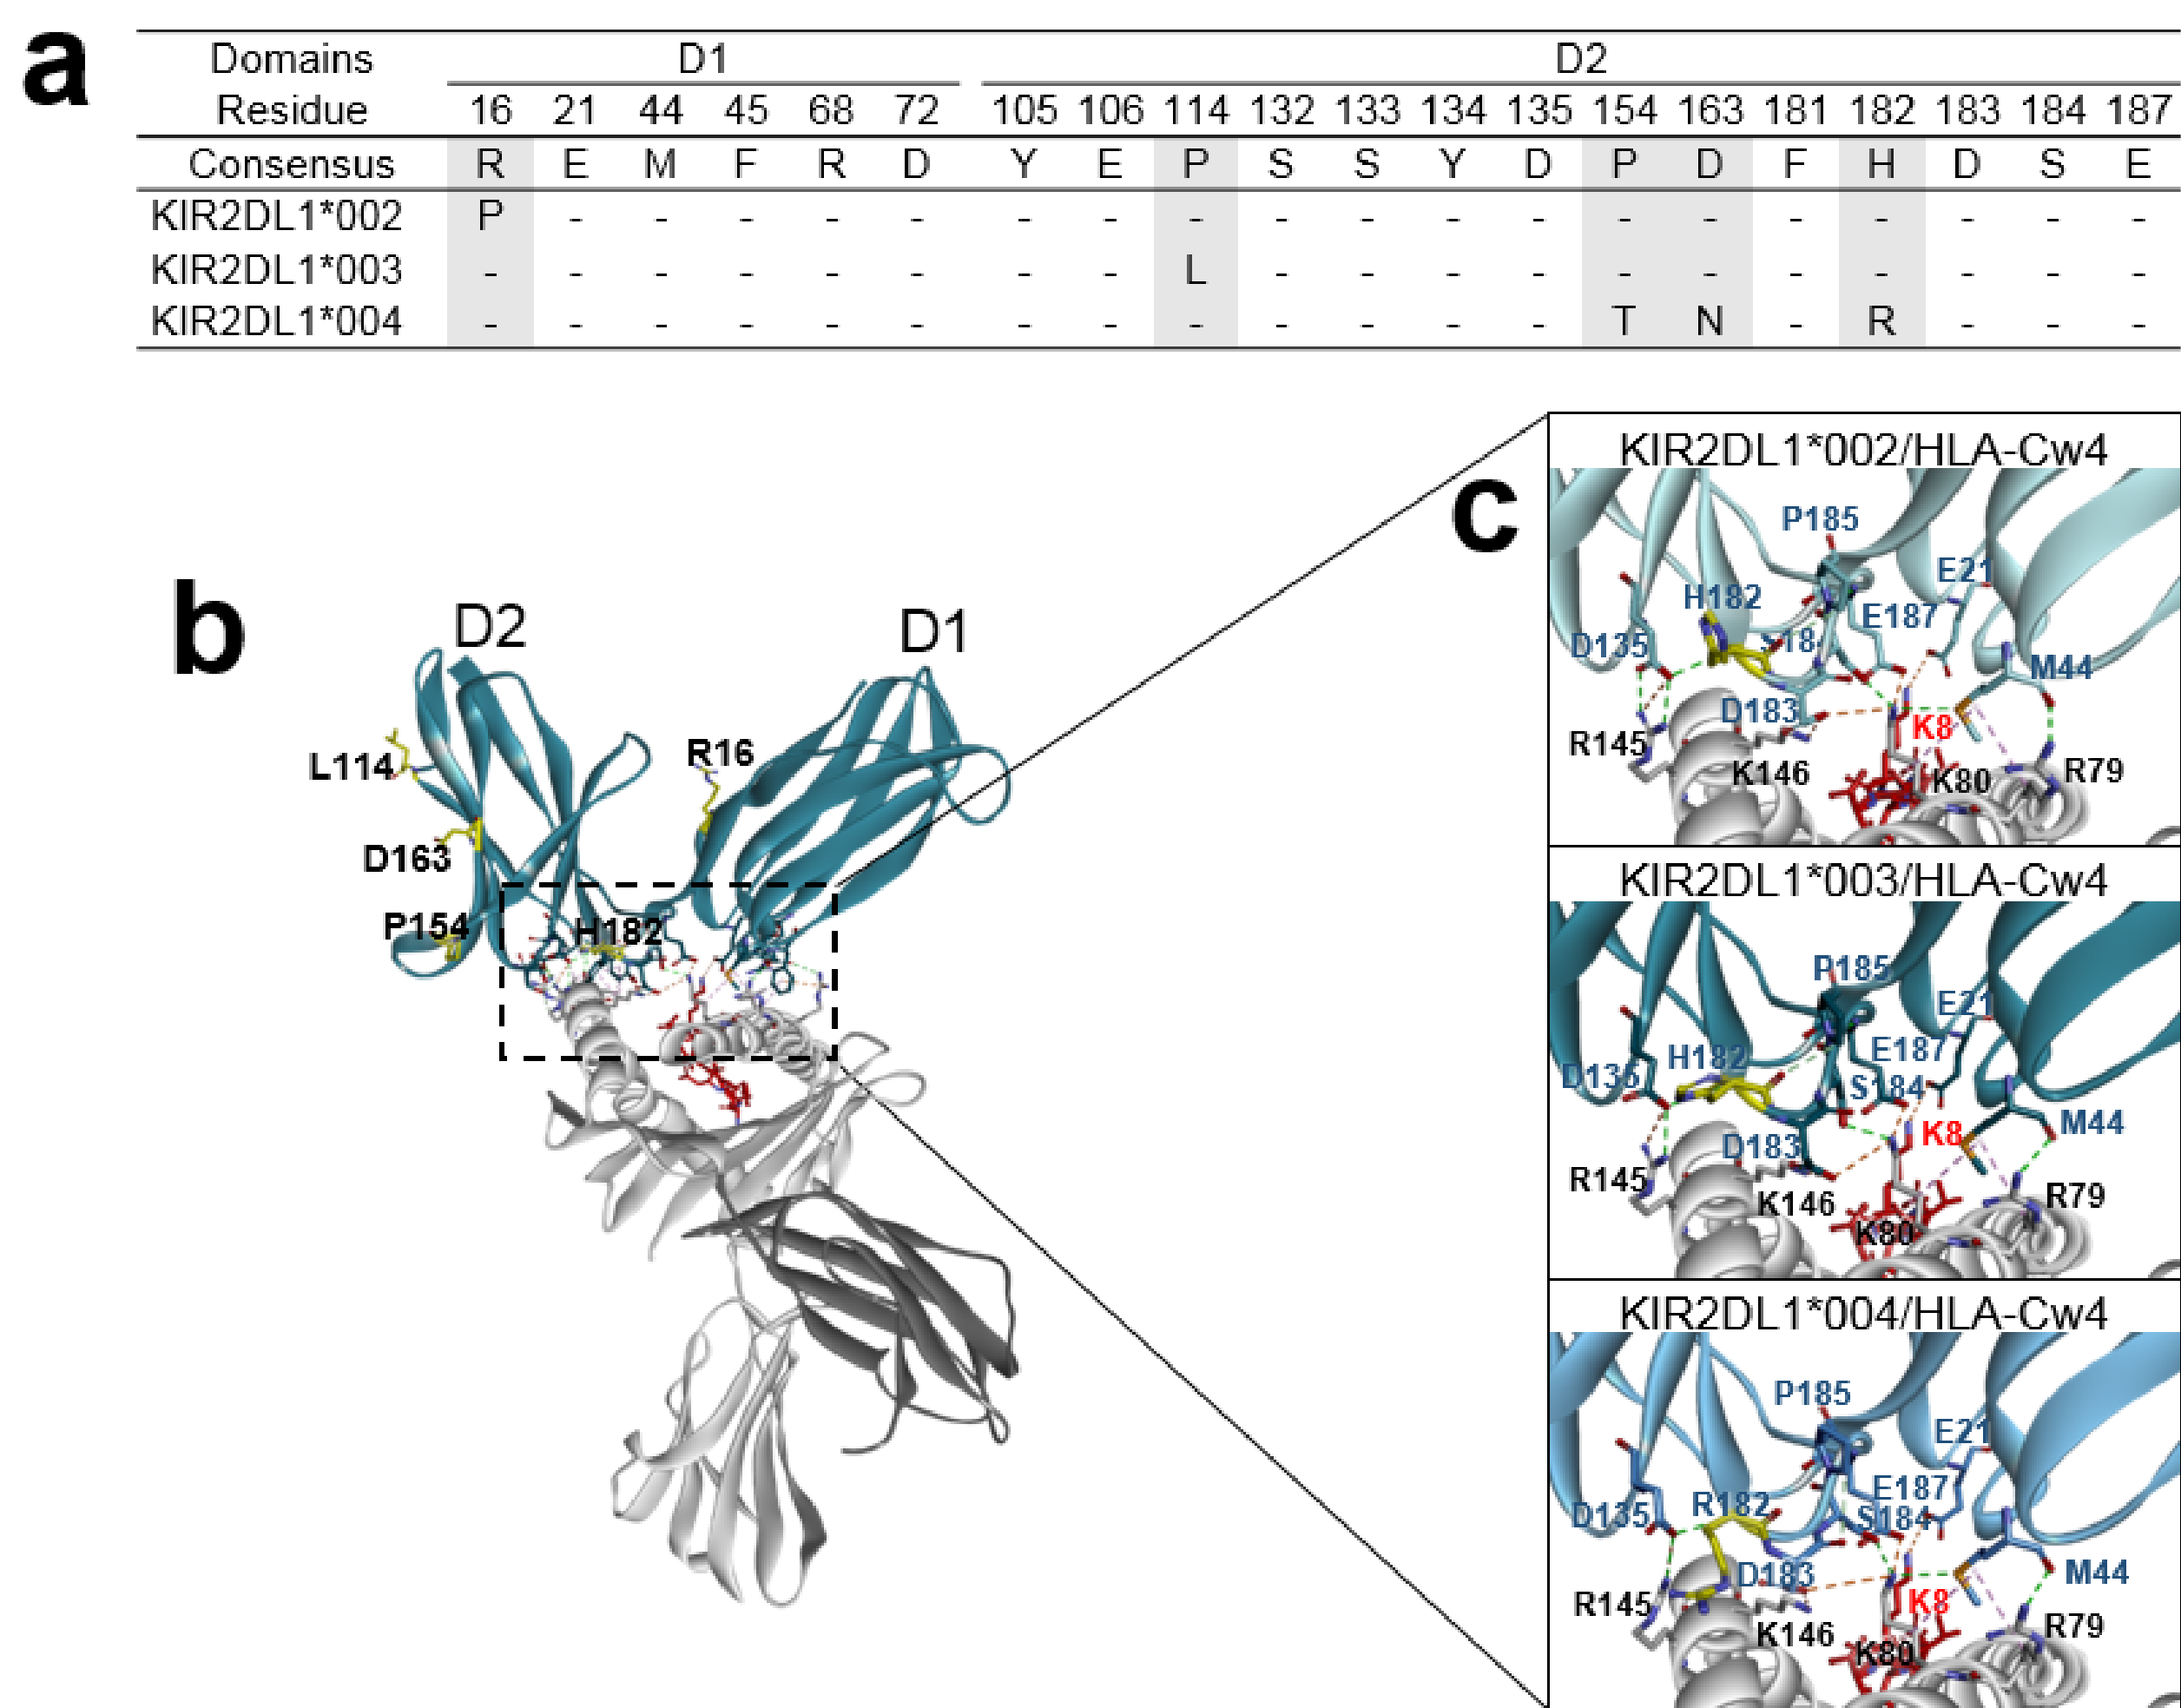 a
Domains D1 D2
Residue 16 21 44 45 68 72 105 106 114 132 133 134 135 154 163 181 182 183 184 187
Consensus R E M F R D Y E P S S Y D P D F H D S E
KIR2DL1*002 P - - - - - - - - - - - - - - - - - - -
KIR2DL1*003 - - - - - - - - L - - - - - - - - - - -
KIR2DL1*004 - - - - - - - - - - - - - T N - R - - -
b
D2
D1
L114
R16
D163
P154
H182
c
KIR2DL1*002/HLA-Cw4
P185
E21
H182
E187
D135
S184
M44
D183
K8
R145
K146
K80
R79
KIR2DL1*003/HLA-Cw4
P185
E21
H182
E187
D135
S184
M44
D183
K8
R145
K146
R79
K80
KIR2DL1*004/HLA-Cw4
P185
E21
E187
R182
D135
S184
D183
M44
R145
K8
K146
R79
K80